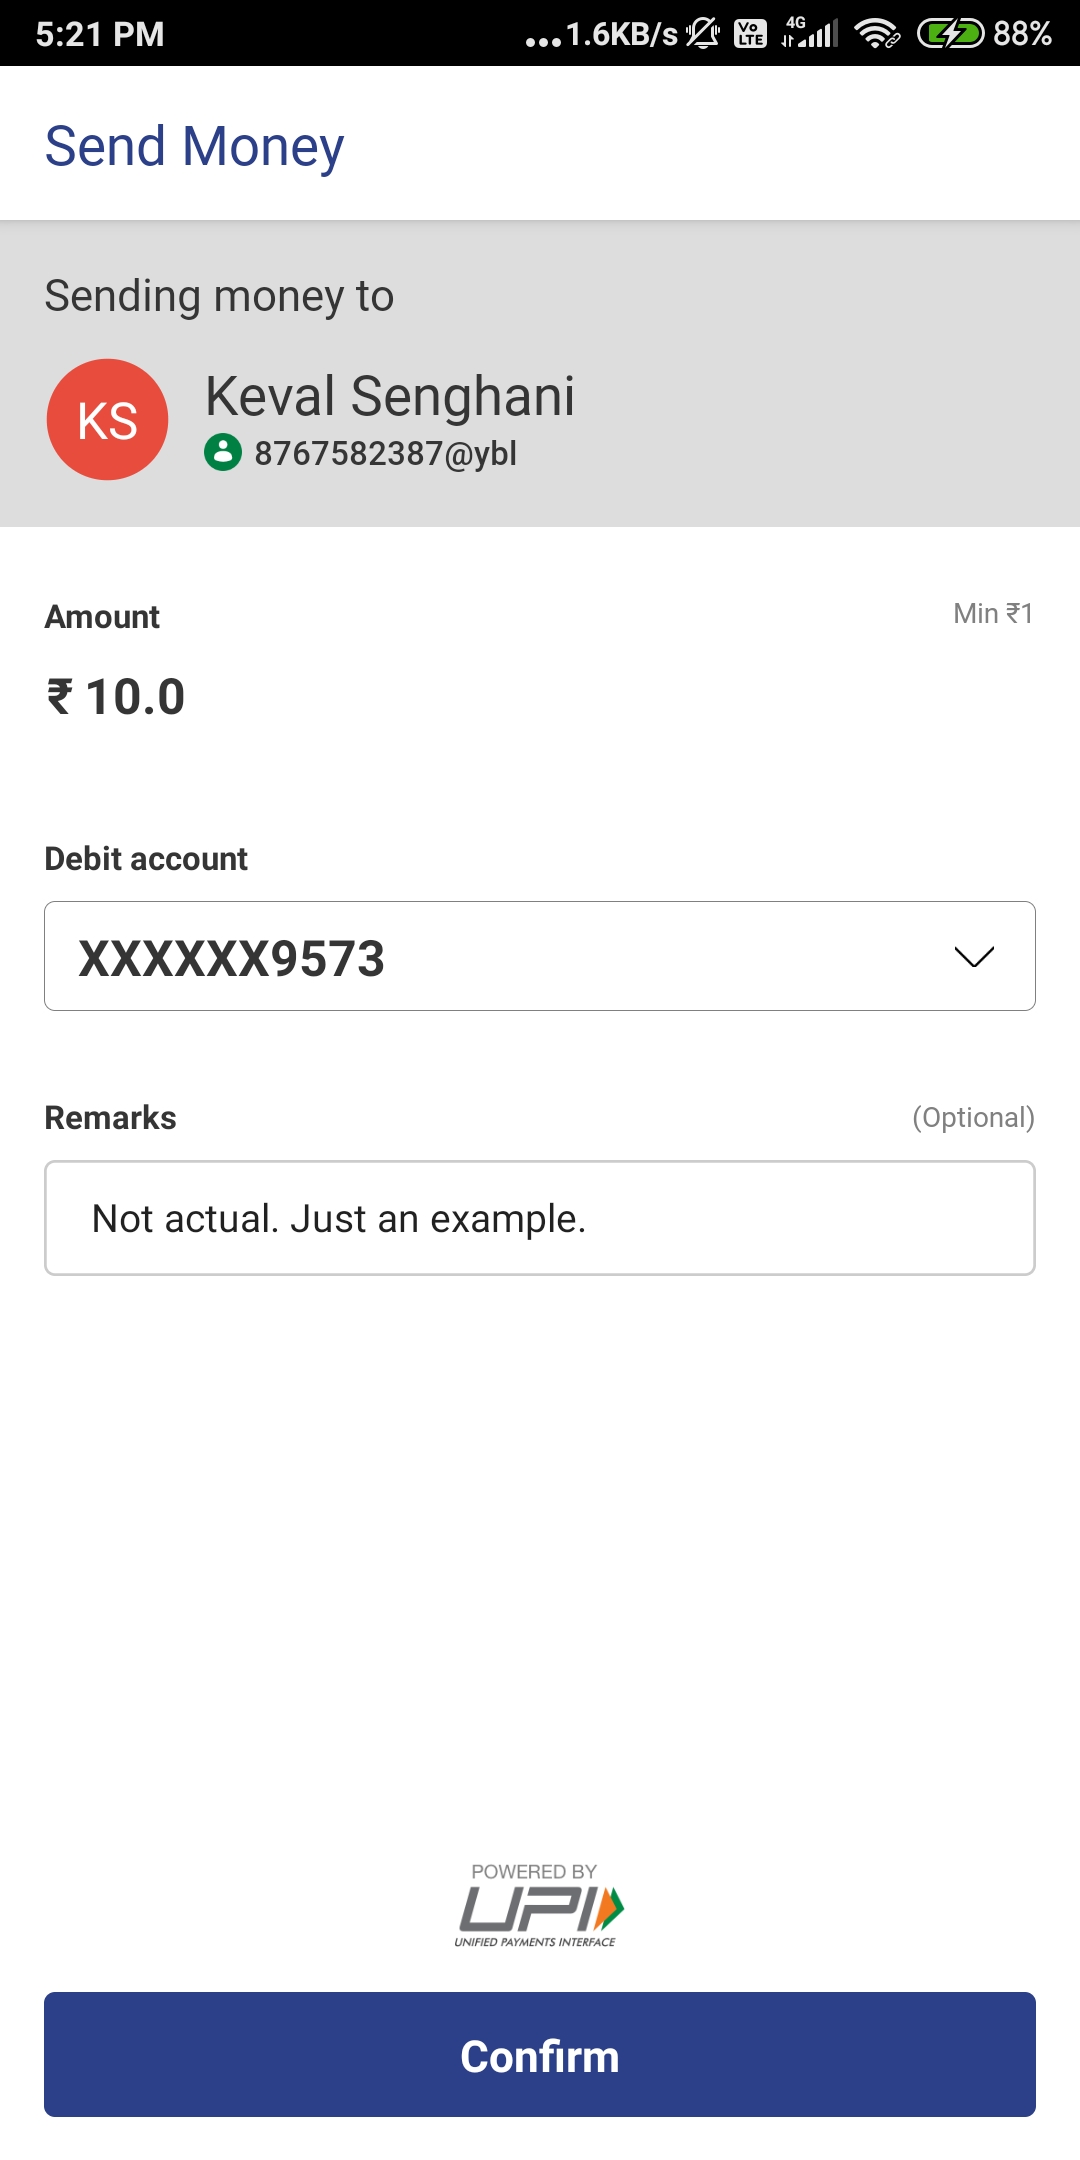 5:21 PM
...1.6KB/s Vo LTE 4G 88%
Send Money
Sending money to
KS
Keval Senghani
8767582387@ybl
Amount
Min ₹1
₹ 10.0
Debit account
XXXXXX9573
Remarks
(Optional)
Not actual. Just an example.
POWERED BY
UPI
UNIFIED PAYMENTS INTERFACE
Confirm